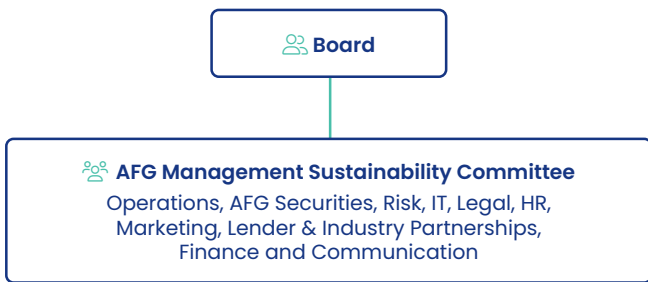 Board
AFG Management Sustainability Committee
Operations, AFG Securities, Risk, IT, Legal, HR,
Marketing, Lender & Industry Partnerships,
Finance and Communication